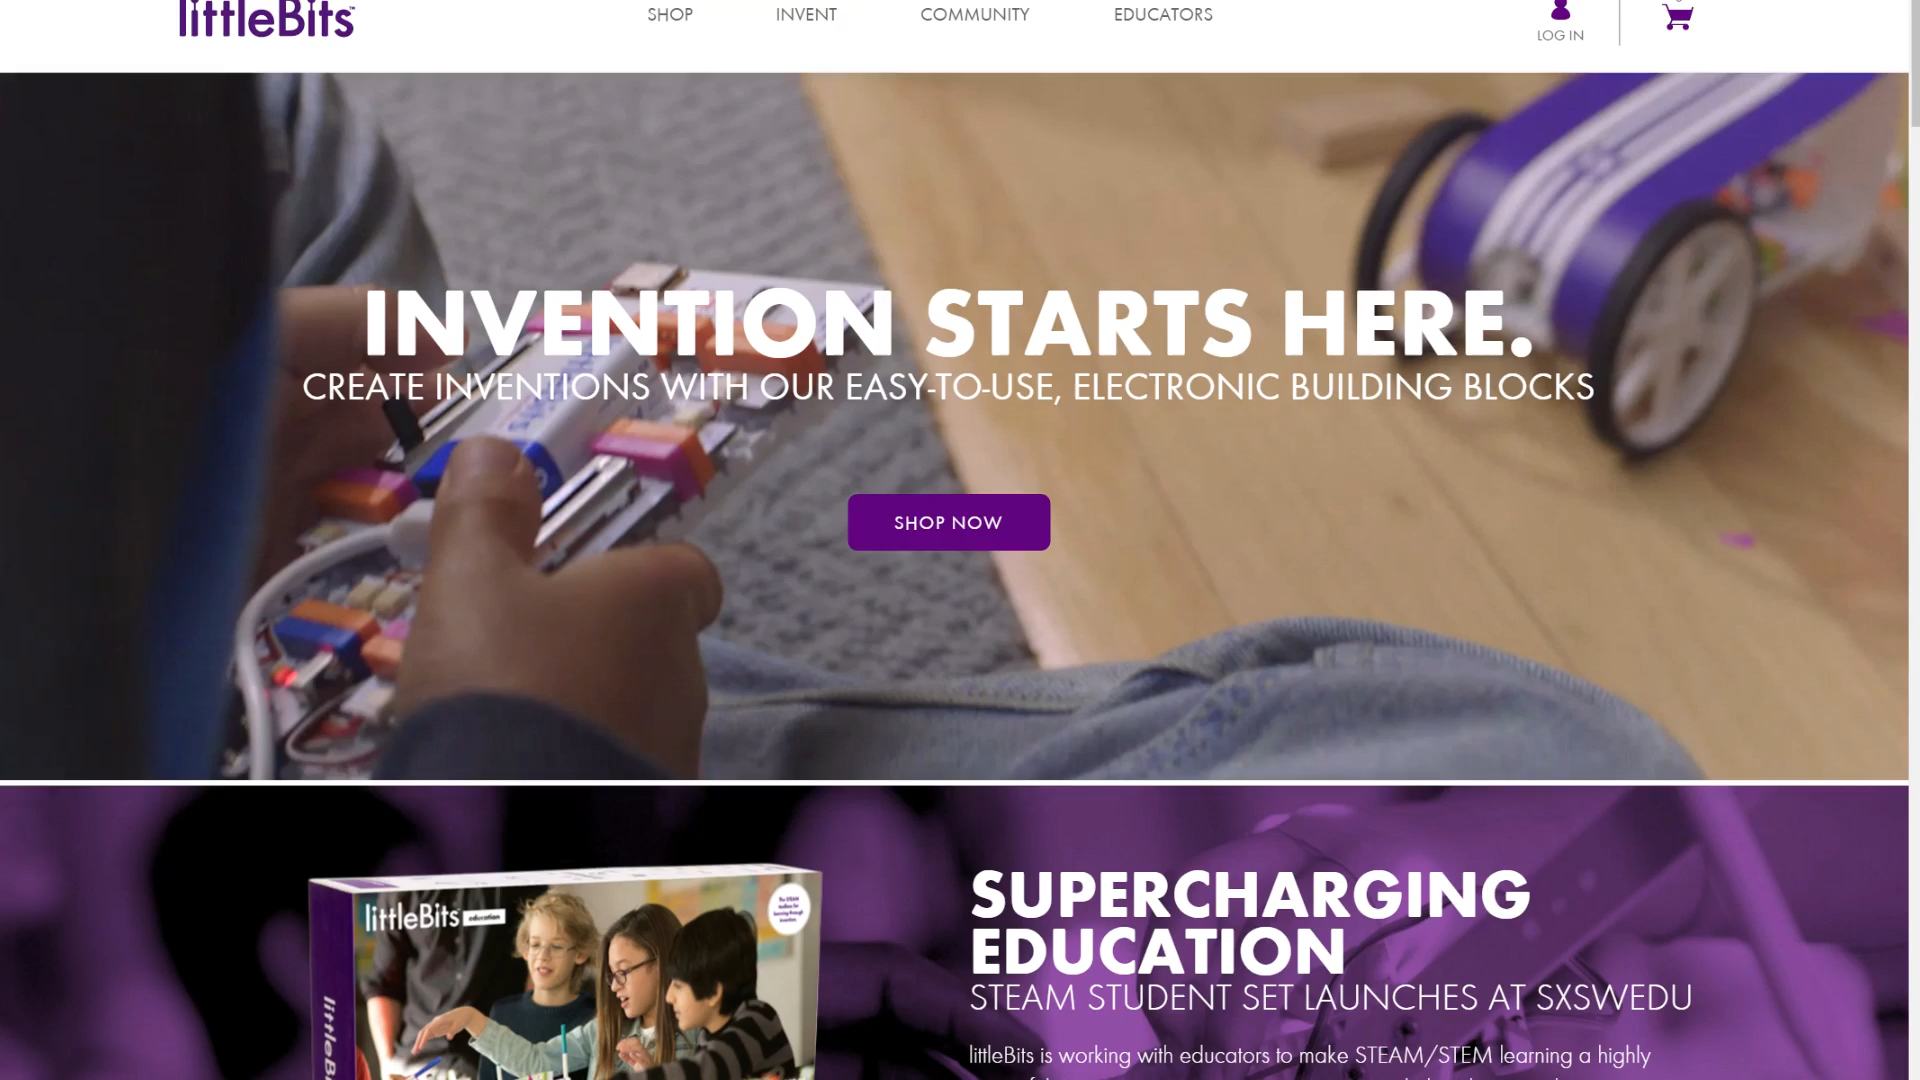 littleBits™
SHOP INVENT COMMUNITY EDUCATORS
LOG IN
INVENTION STARTS HERE.
CREATE INVENTIONS WITH OUR EASY-TO-USE, ELECTRONIC BUILDING BLOCKS
SHOP NOW
littleBits education
SUPERCHARGING
EDUCATION
STEAM STUDENT SET LAUNCHES AT SXSWEDU
littleBits is working with educators to make STEAM/STEM learning a highly